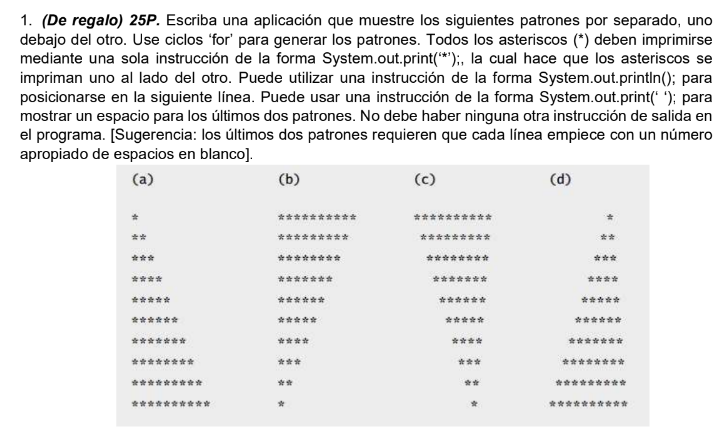 1. (De regalo) 25P. Escriba una aplicación que muestre los siguientes patrones por separado, uno
debajo del otro. Use ciclos 'for' para generar los patrones. Todos los asteriscos (*) deben imprimirse
mediante una sola instrucción de la forma System.out.print('*');, la cual hace que los asteriscos se
impriman uno al lado del otro. Puede utilizar una instrucción de la forma System.out.println(); para
posicionarse en la siguiente línea. Puede usar una instrucción de la forma System.out.print(' '); para
mostrar un espacio para los últimos dos patrones. No debe haber ninguna otra instrucción de salida en
el programa. [Sugerencia: los últimos dos patrones requieren que cada línea empiece con un número
apropiado de espacios en blanco].
(a) (b) (c) (d)
* ********** ********** *
** ********* ********* **
*** ******** ******** ***
**** ******* ******* ****
***** ****** ****** *****
****** ***** ***** ******
******* **** **** *******
******** *** *** ********
********* ** ** *********
********** * * **********